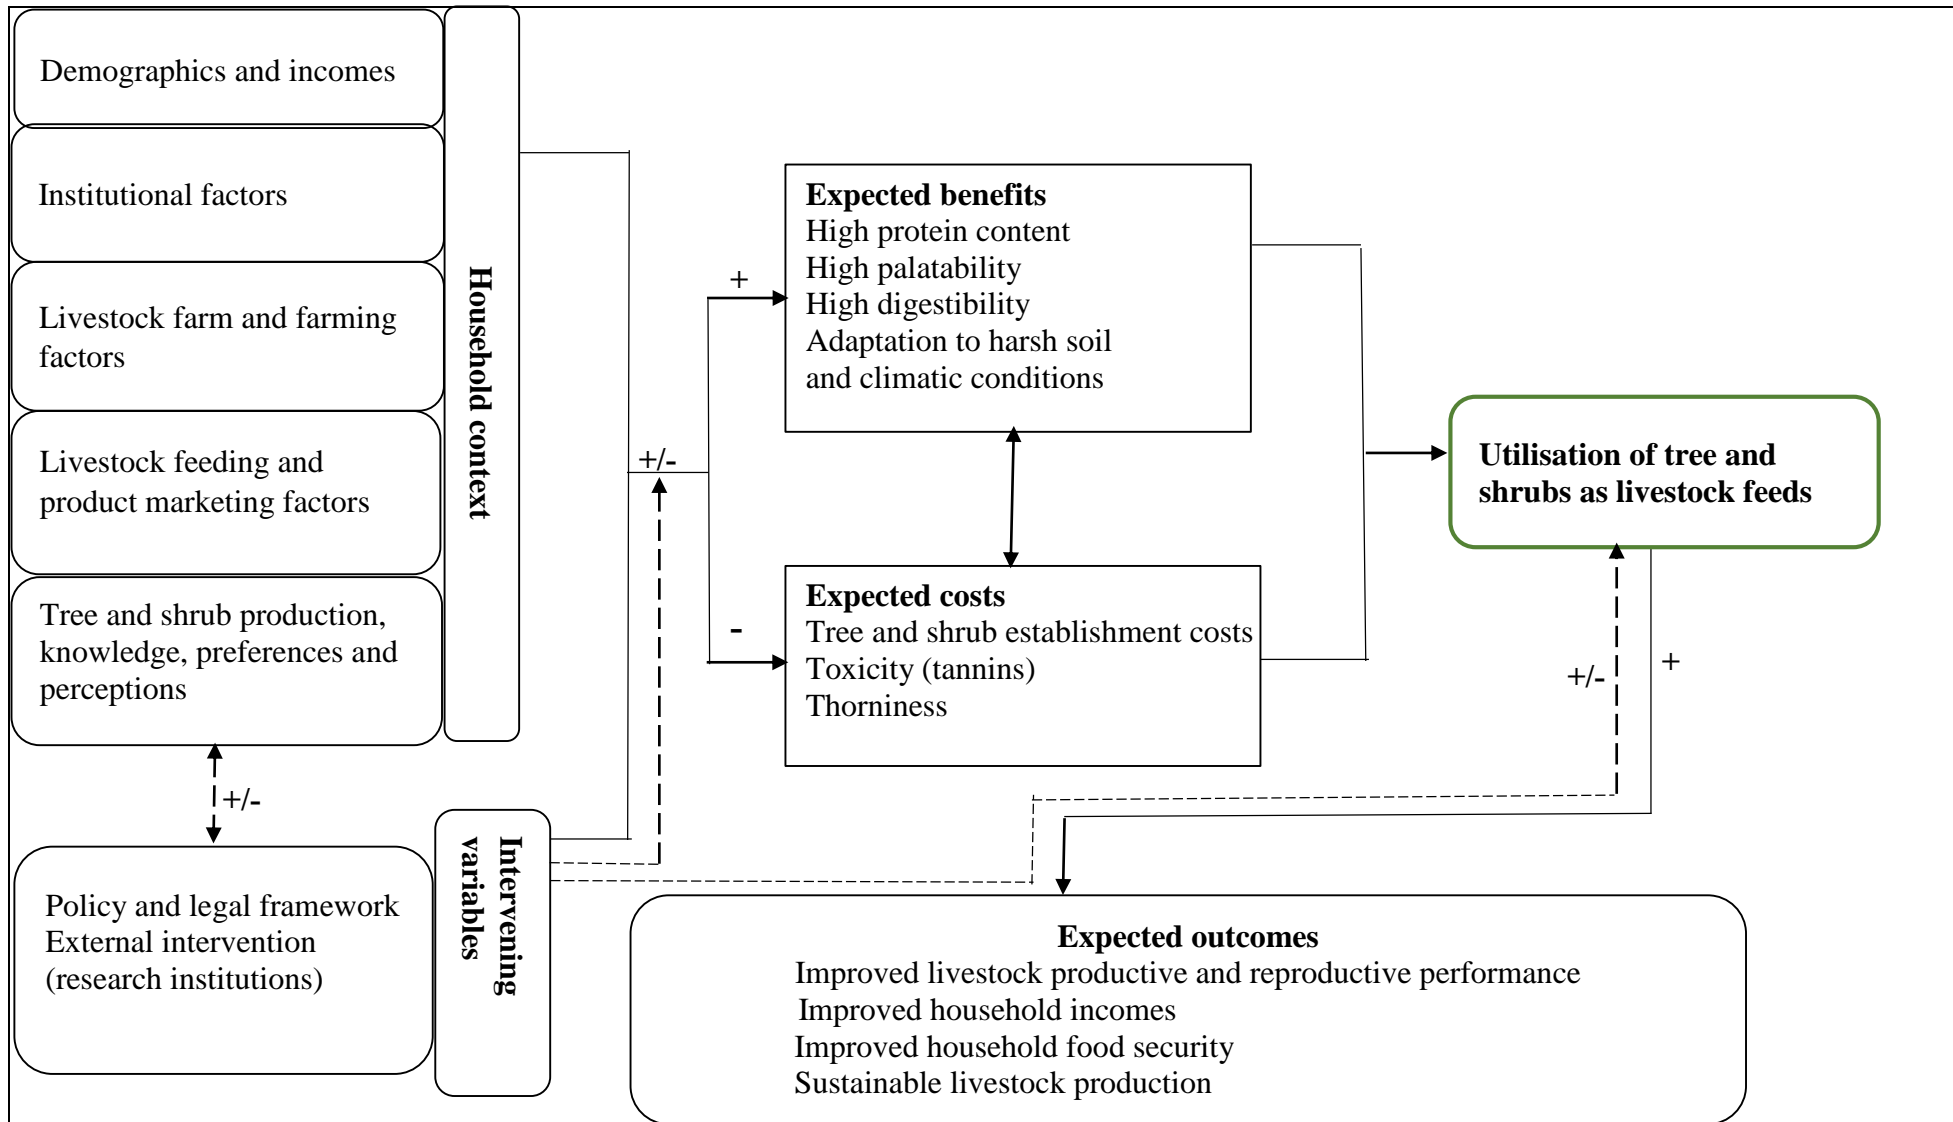 Demographics and incomes
Institutional factors
Livestock farm and farming
factors
Livestock feeding and
product marketing factors
Tree and shrub production,
knowledge, preferences and
perceptions
Household context
+/-
Policy and legal framework
External intervention
(research institutions)
Intervening
variables
+/-
+
-
Expected benefits
High protein content
High palatability
High digestibility
Adaptation to harsh soil
and climatic conditions
Expected costs
Tree and shrub establishment costs
Toxicity (tannins)
Thorniness
Utilisation of tree and
shrubs as livestock feeds
+/-
+
Expected outcomes
Improved livestock productive and reproductive performance
Improved household incomes
Improved household food security
Sustainable livestock production